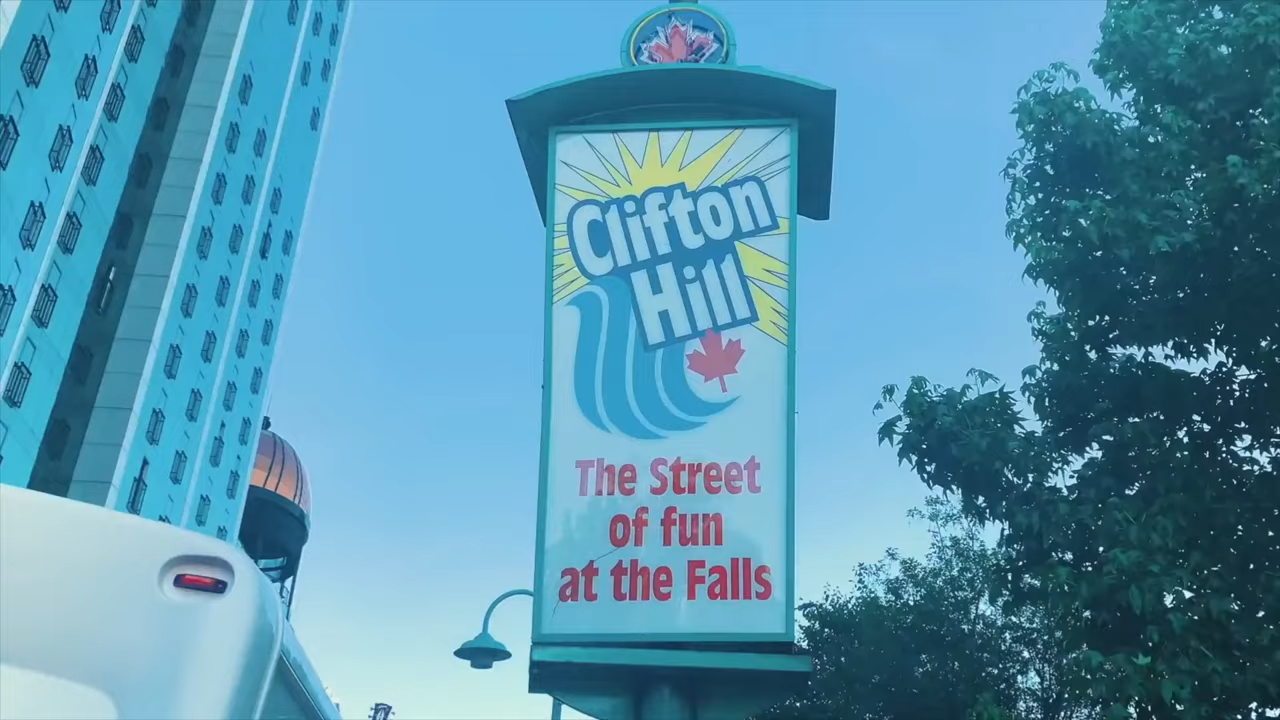 Clifton
Hill
The Street
of fun
at the Falls